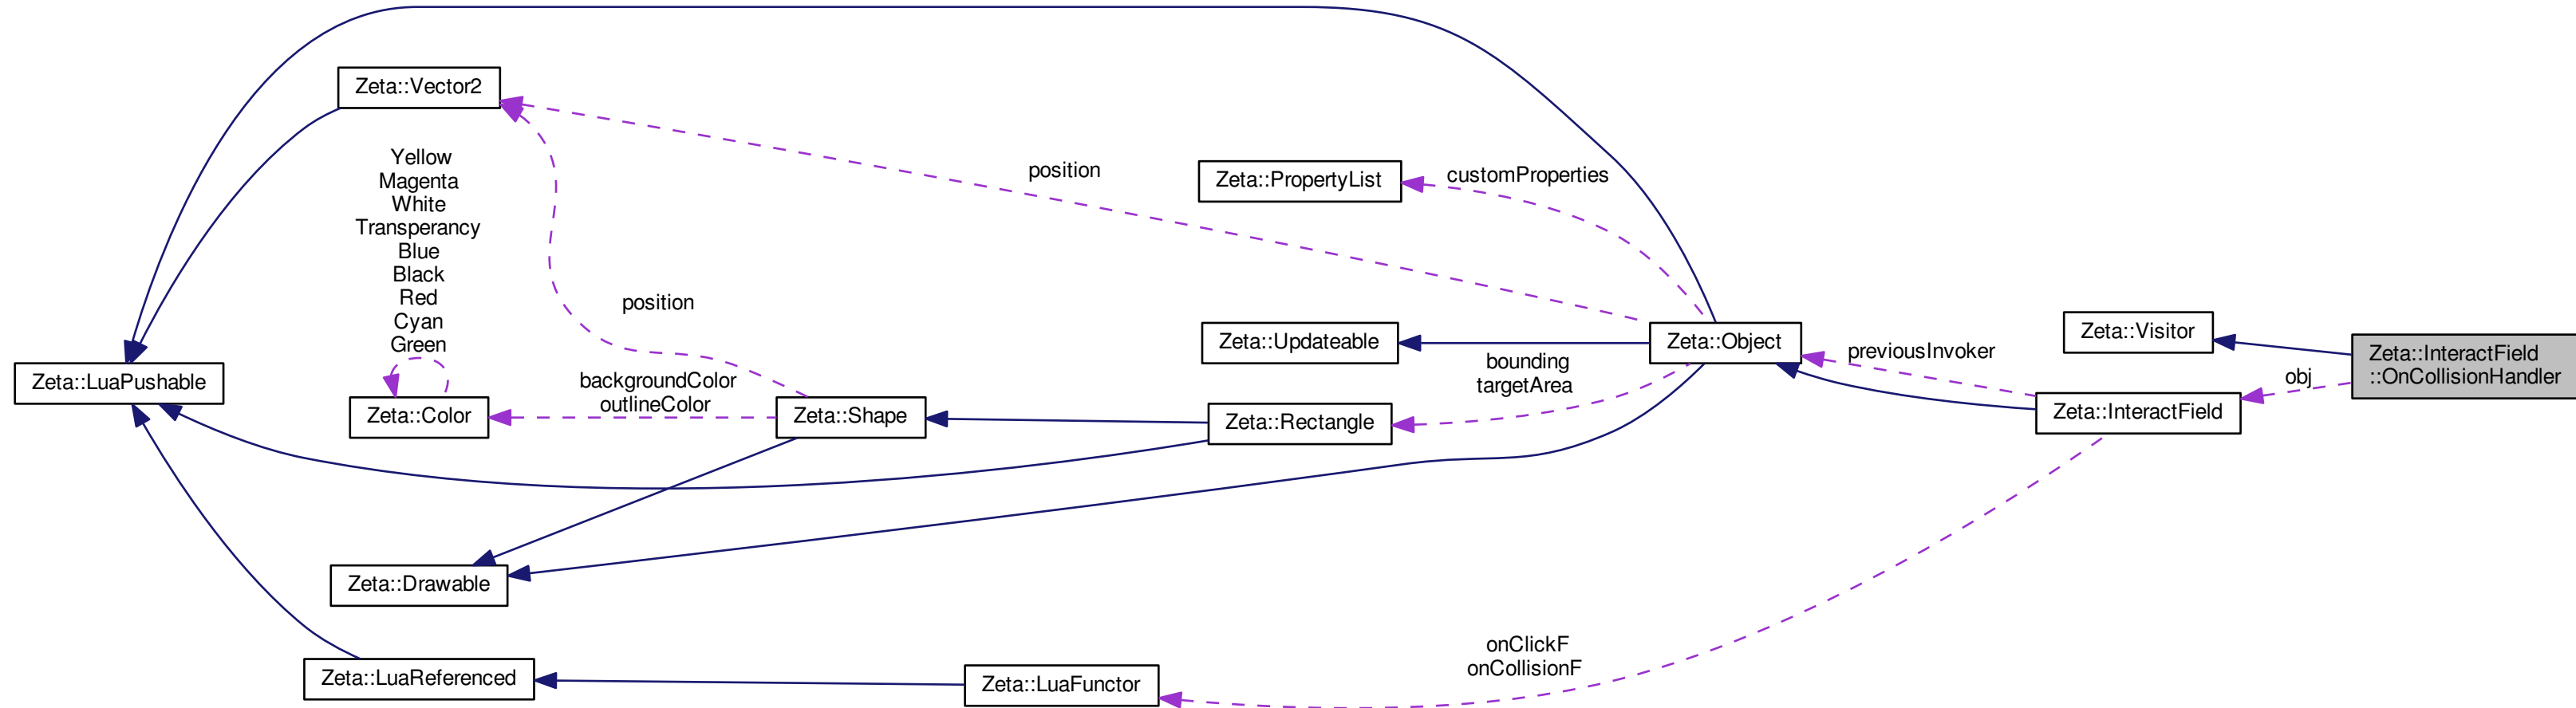 Zeta::Vector2
Yellow
Magenta
White
Transperancy
Blue
Black
Red
Cyan
Green
position
customProperties
Zeta::PropertyList
position
Zeta::Updateable
Zeta::Object
Zeta::Visitor
Zeta::InteractField
::OnCollisionHandler
previousInvoker
obj
bounding
targetArea
Zeta::LuaPushable
backgroundColor
outlineColor
Zeta::Color
Zeta::Shape
Zeta::Rectangle
Zeta::InteractField
Zeta::Drawable
onClickF
onCollisionF
Zeta::LuaReferenced
Zeta::LuaFunctor